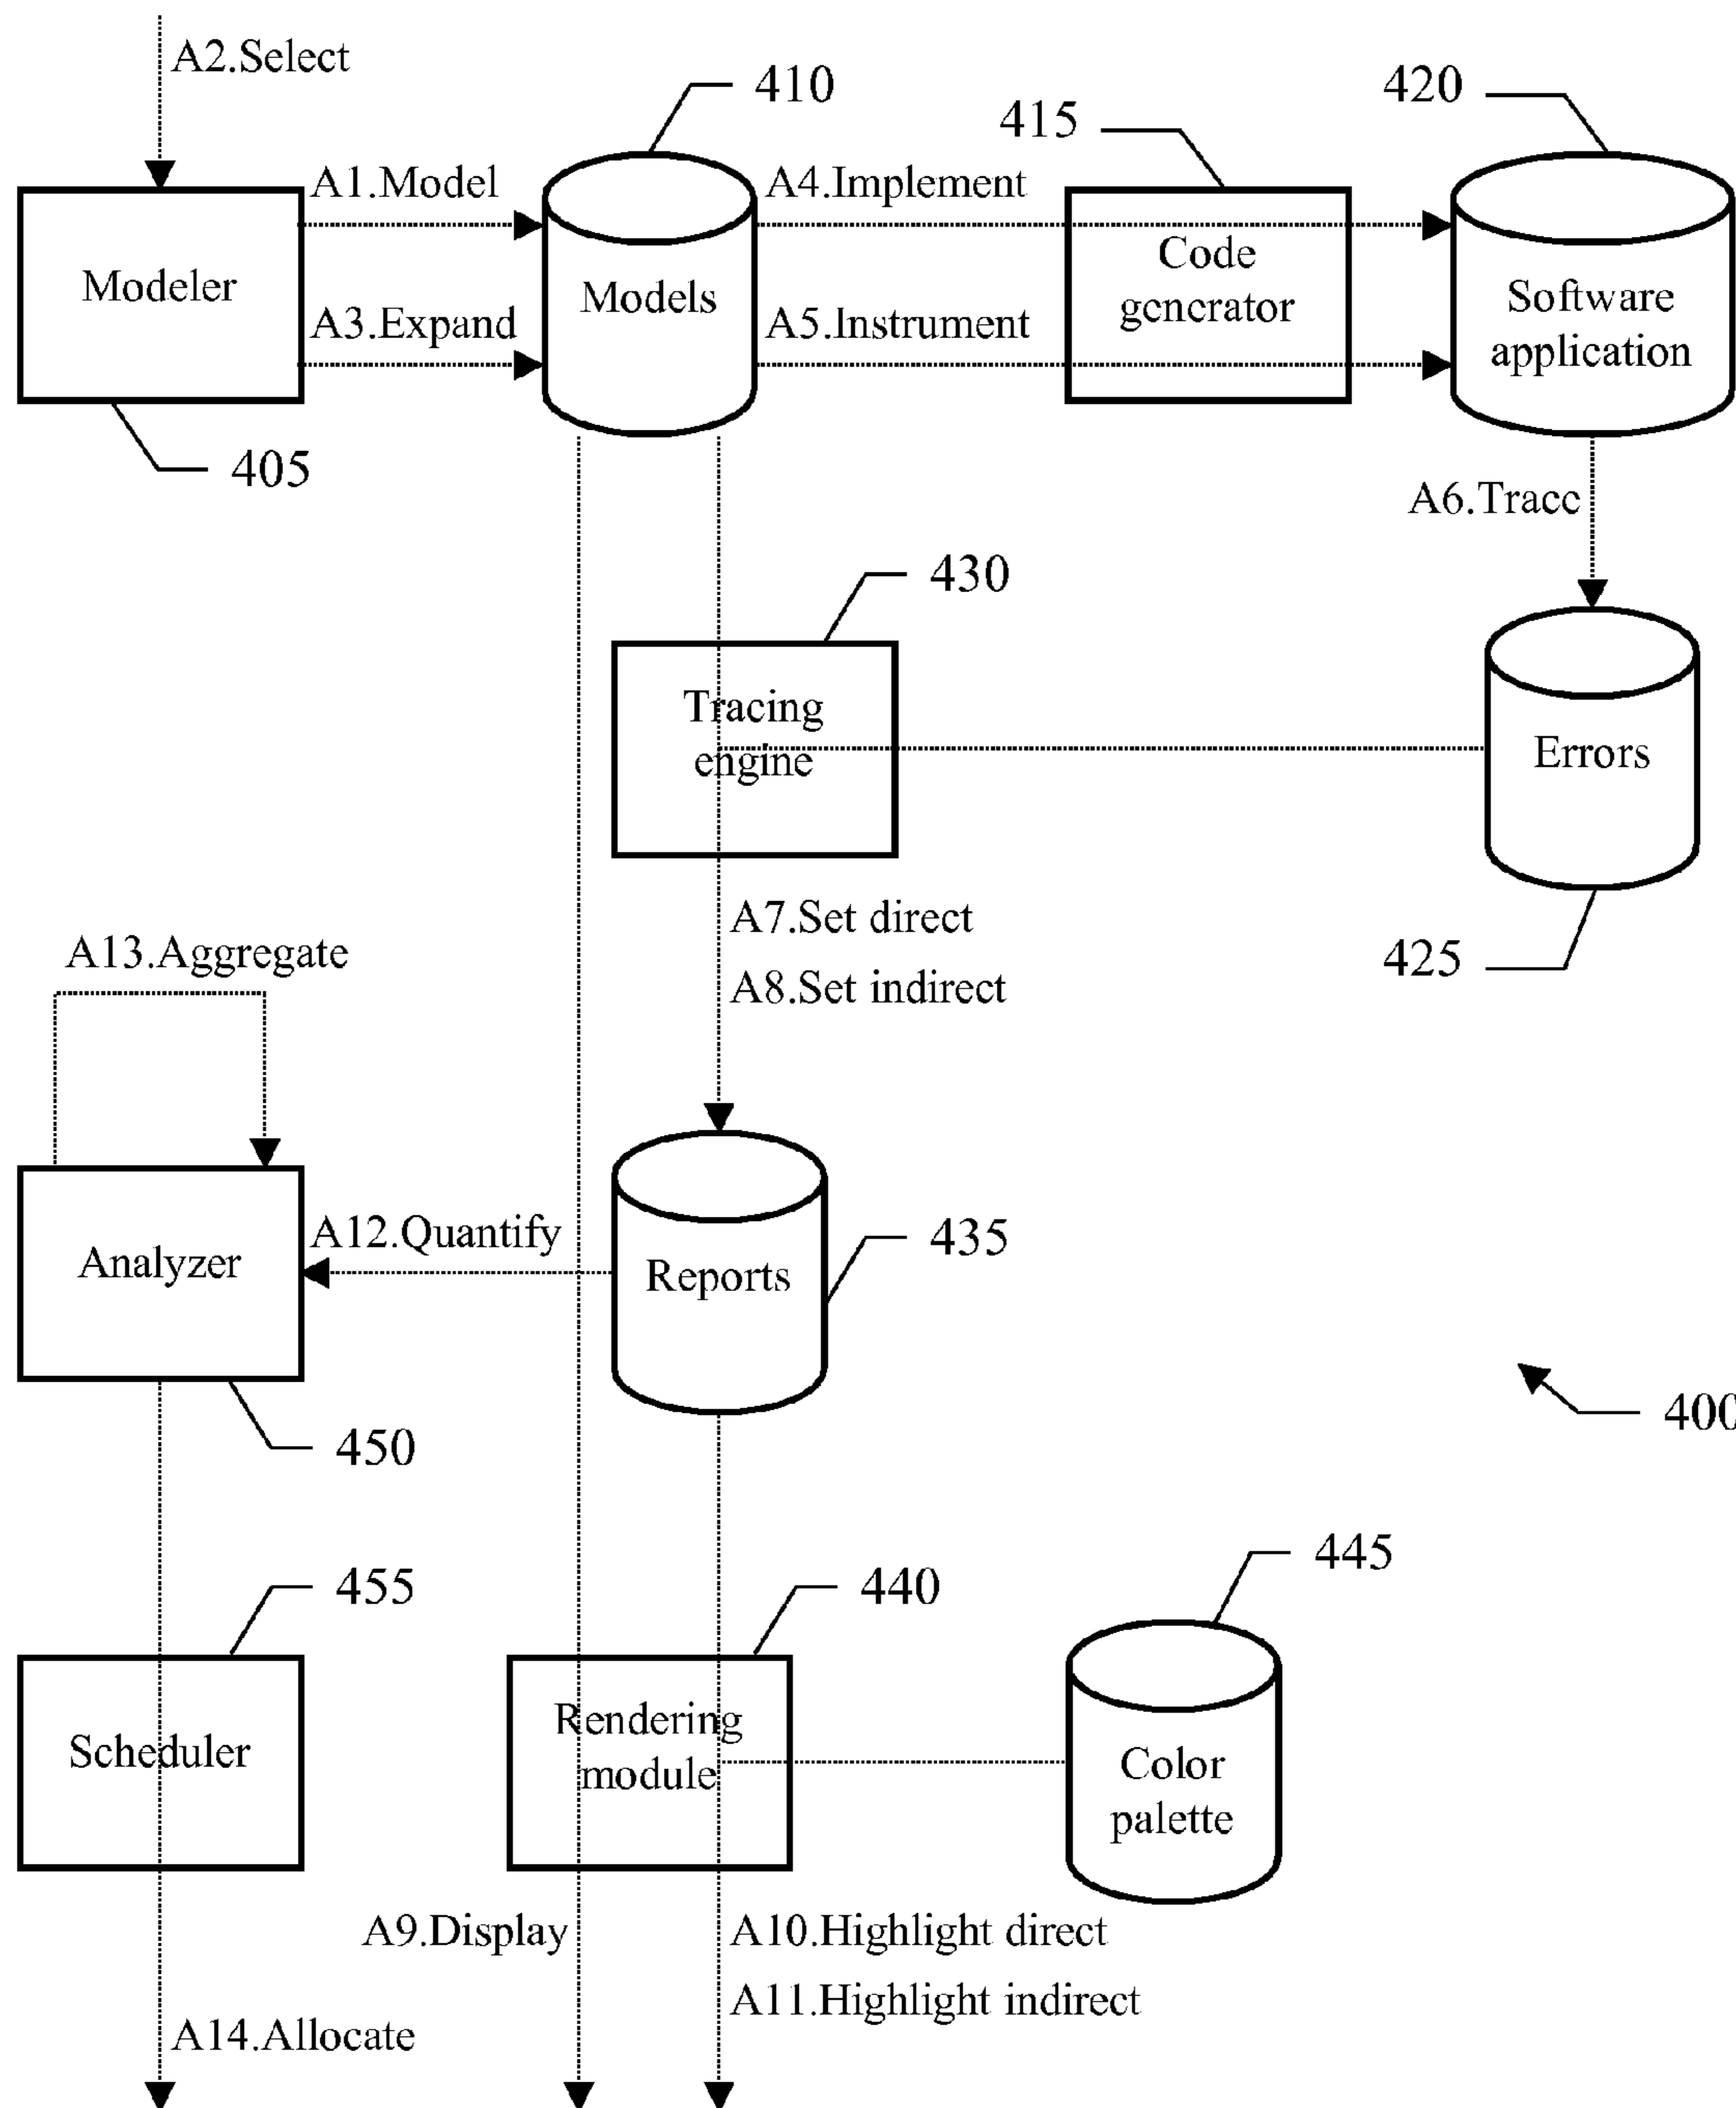 A2.Select
410
420
415
A1.Model
A4.Implement
Modeler
Models
Code
generator
Software
application
A3.Expand
A5.Instrument
405
A6.Trace
430
Tracing
engine
Errors
A7.Set direct
A8.Set indirect
425
A13.Aggregate
Analyzer
A12.Quantify
Reports
435
400
450
455
440
445
Scheduler
Rendering
module
Color
palette
A9.Display
A10.Highlight direct
A11.Highlight indirect
A14.Allocate